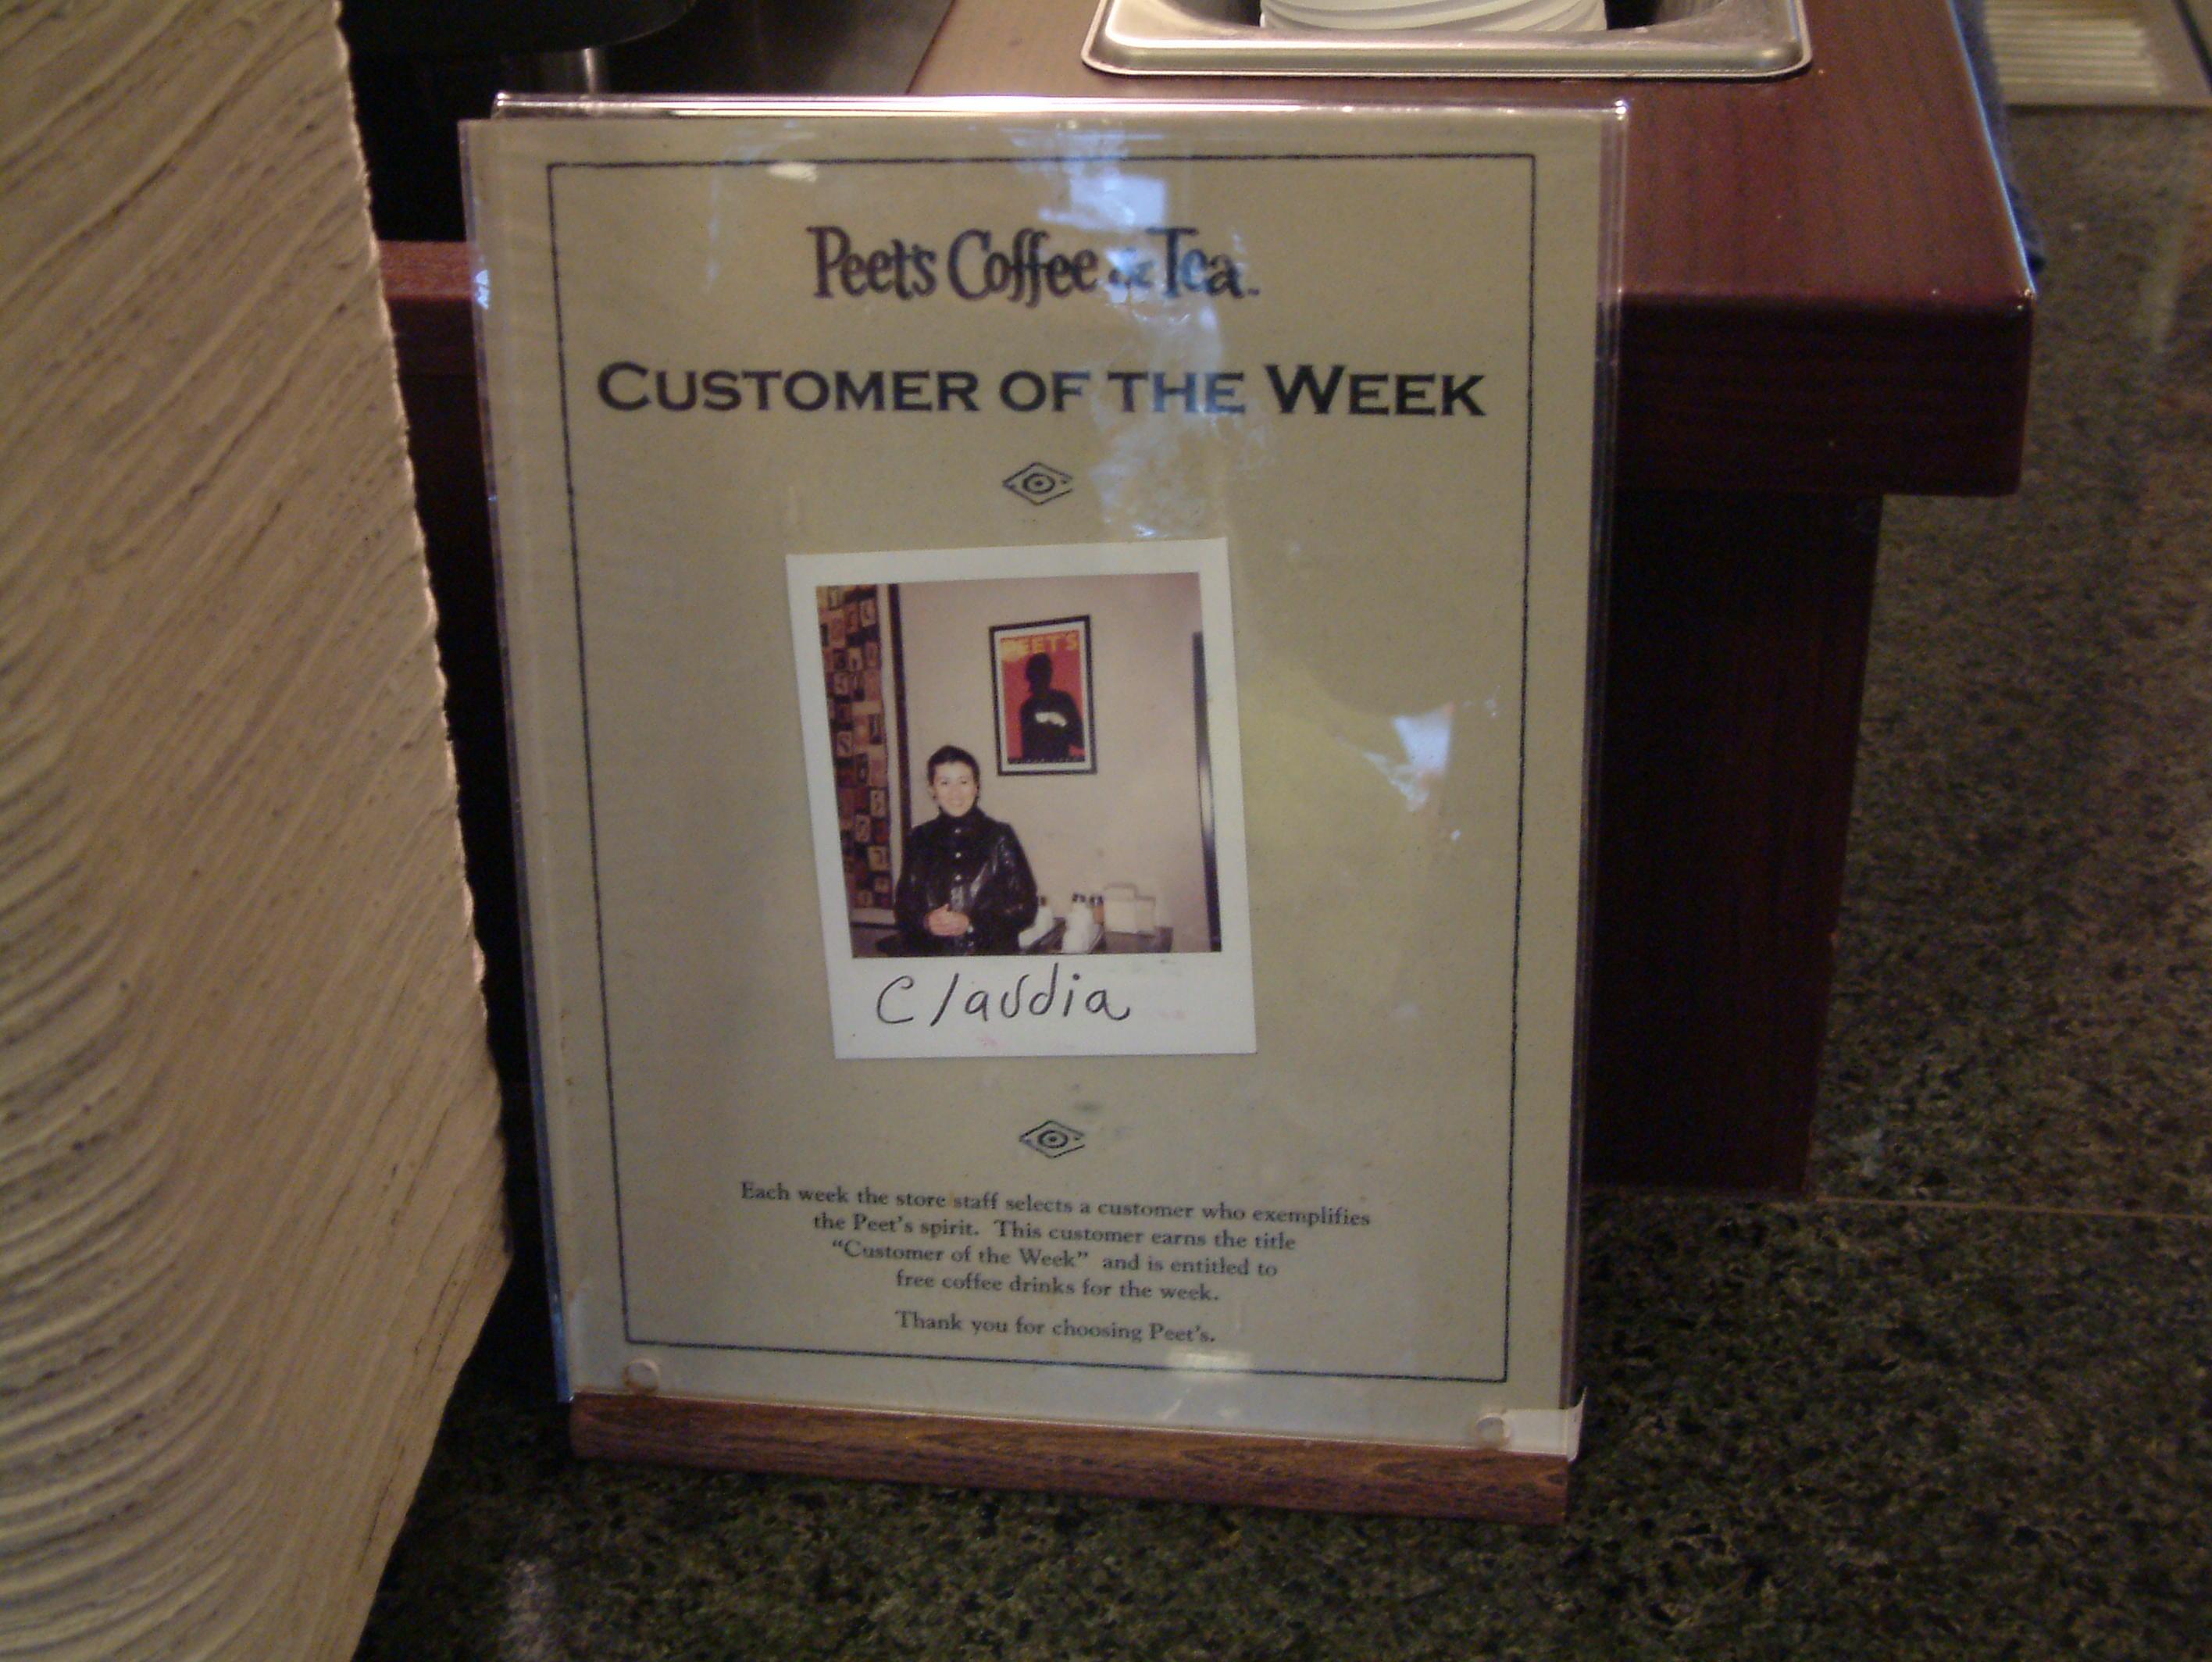 Peet's Coffee & Tea
CUSTOMER OF THE WEEK
PEET'S
Claudia
Each week the store staff selects a customer who exemplifies
the Peet's spirit. This customer earns the title
“Customer of the Week” and is entitled to
free coffee drinks for the week.
Thank you for choosing Peet's.